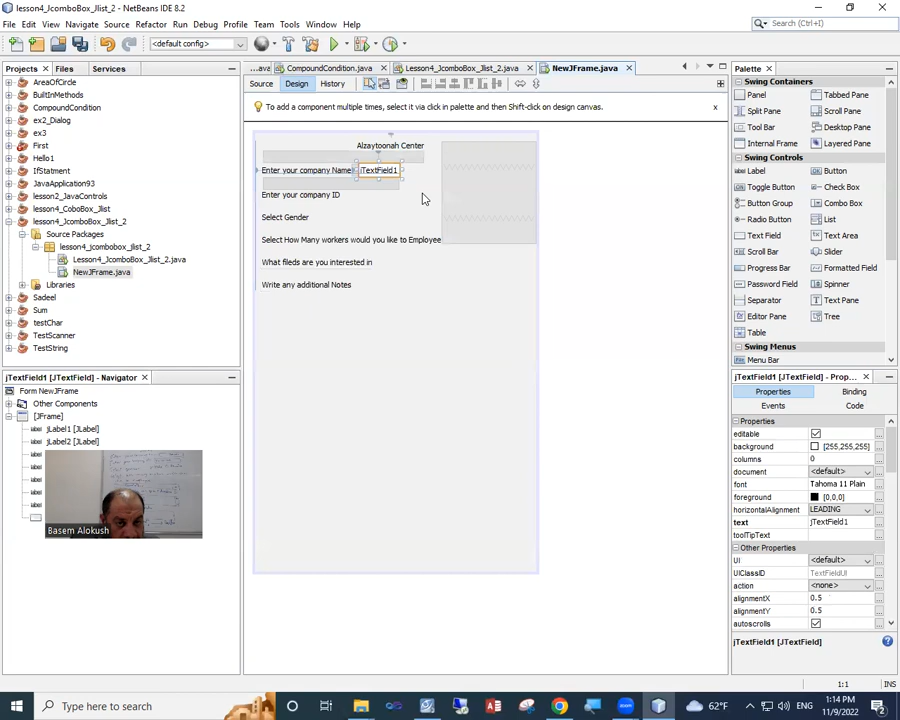 lesson4_JcomboBox_Jlist_2 - NetBeans IDE 8.2
File Edit View Navigate Source Refactor Run Debug Profile Team Tools Window Help
<default config>
Search (Ctrl+I)
Projects Files Services
...ava CompoundCondition.java Lesson4_JcomboBox_Jlist_2.java NewJFrame.java
Palette
Source Design History
To add a component multiple times, select it via click in palette and then Shift-click on design canvas.
AreaOfCircle
BuiltInMethods
CompoundCondition
ex2_Dialog
ex3
First
Hello1
IfStatment
JavaApplication93
lesson2_JavaControls
lesson4_CoboBox_Jlist
lesson4_JcomboBox_Jlist_2
Source Packages
lesson4_jcombobox_jlist_2
Lesson4_JcomboBox_Jlist_2.java
NewJFrame.java
Libraries
Sadeel
Sum
testChar
TestScanner
TestString
Alzaytoonah Center
Enter your company Name jTextField1
Enter your company ID
Select Gender
Select How Many workers would you like to Employee
What fileds are you interested in
Write any additional Notes
Swing Containers
Panel Tabbed Pane
Split Pane Scroll Pane
Tool Bar Desktop Pane
Internal Frame Layered Pane
Swing Controls
Label Button
Toggle Button Check Box
Button Group Combo Box
Radio Button List
Text Field Text Area
Scroll Bar Slider
Progress Bar Formatted Field
Password Field Spinner
Separator Text Pane
Editor Pane Tree
Table
Swing Menus
Menu Bar
jTextField1 [JTextField] - Navigator
Form NewJFrame
Other Components
[JFrame]
label jLabel1 [JLabel]
label jLabel2 [JLabel]
Basem Alokush
jTextField1 [JTextField] - Prop...
Properties Binding
Events Code
Properties
editable
background [255,255,255]
columns 0
document <default>
font Tahoma 11 Plain
foreground [0,0,0]
horizontalAlignment LEADING
text jTextField1
toolTipText
Other Properties
UI <default>
UIClassID TextFieldUI
action <none>
alignmentX 0.5
alignmentY 0.5
autoscrolls
jTextField1 [JTextField]
1:1 INS
Type here to search
62°F
1:14 PM
11/9/2022
2